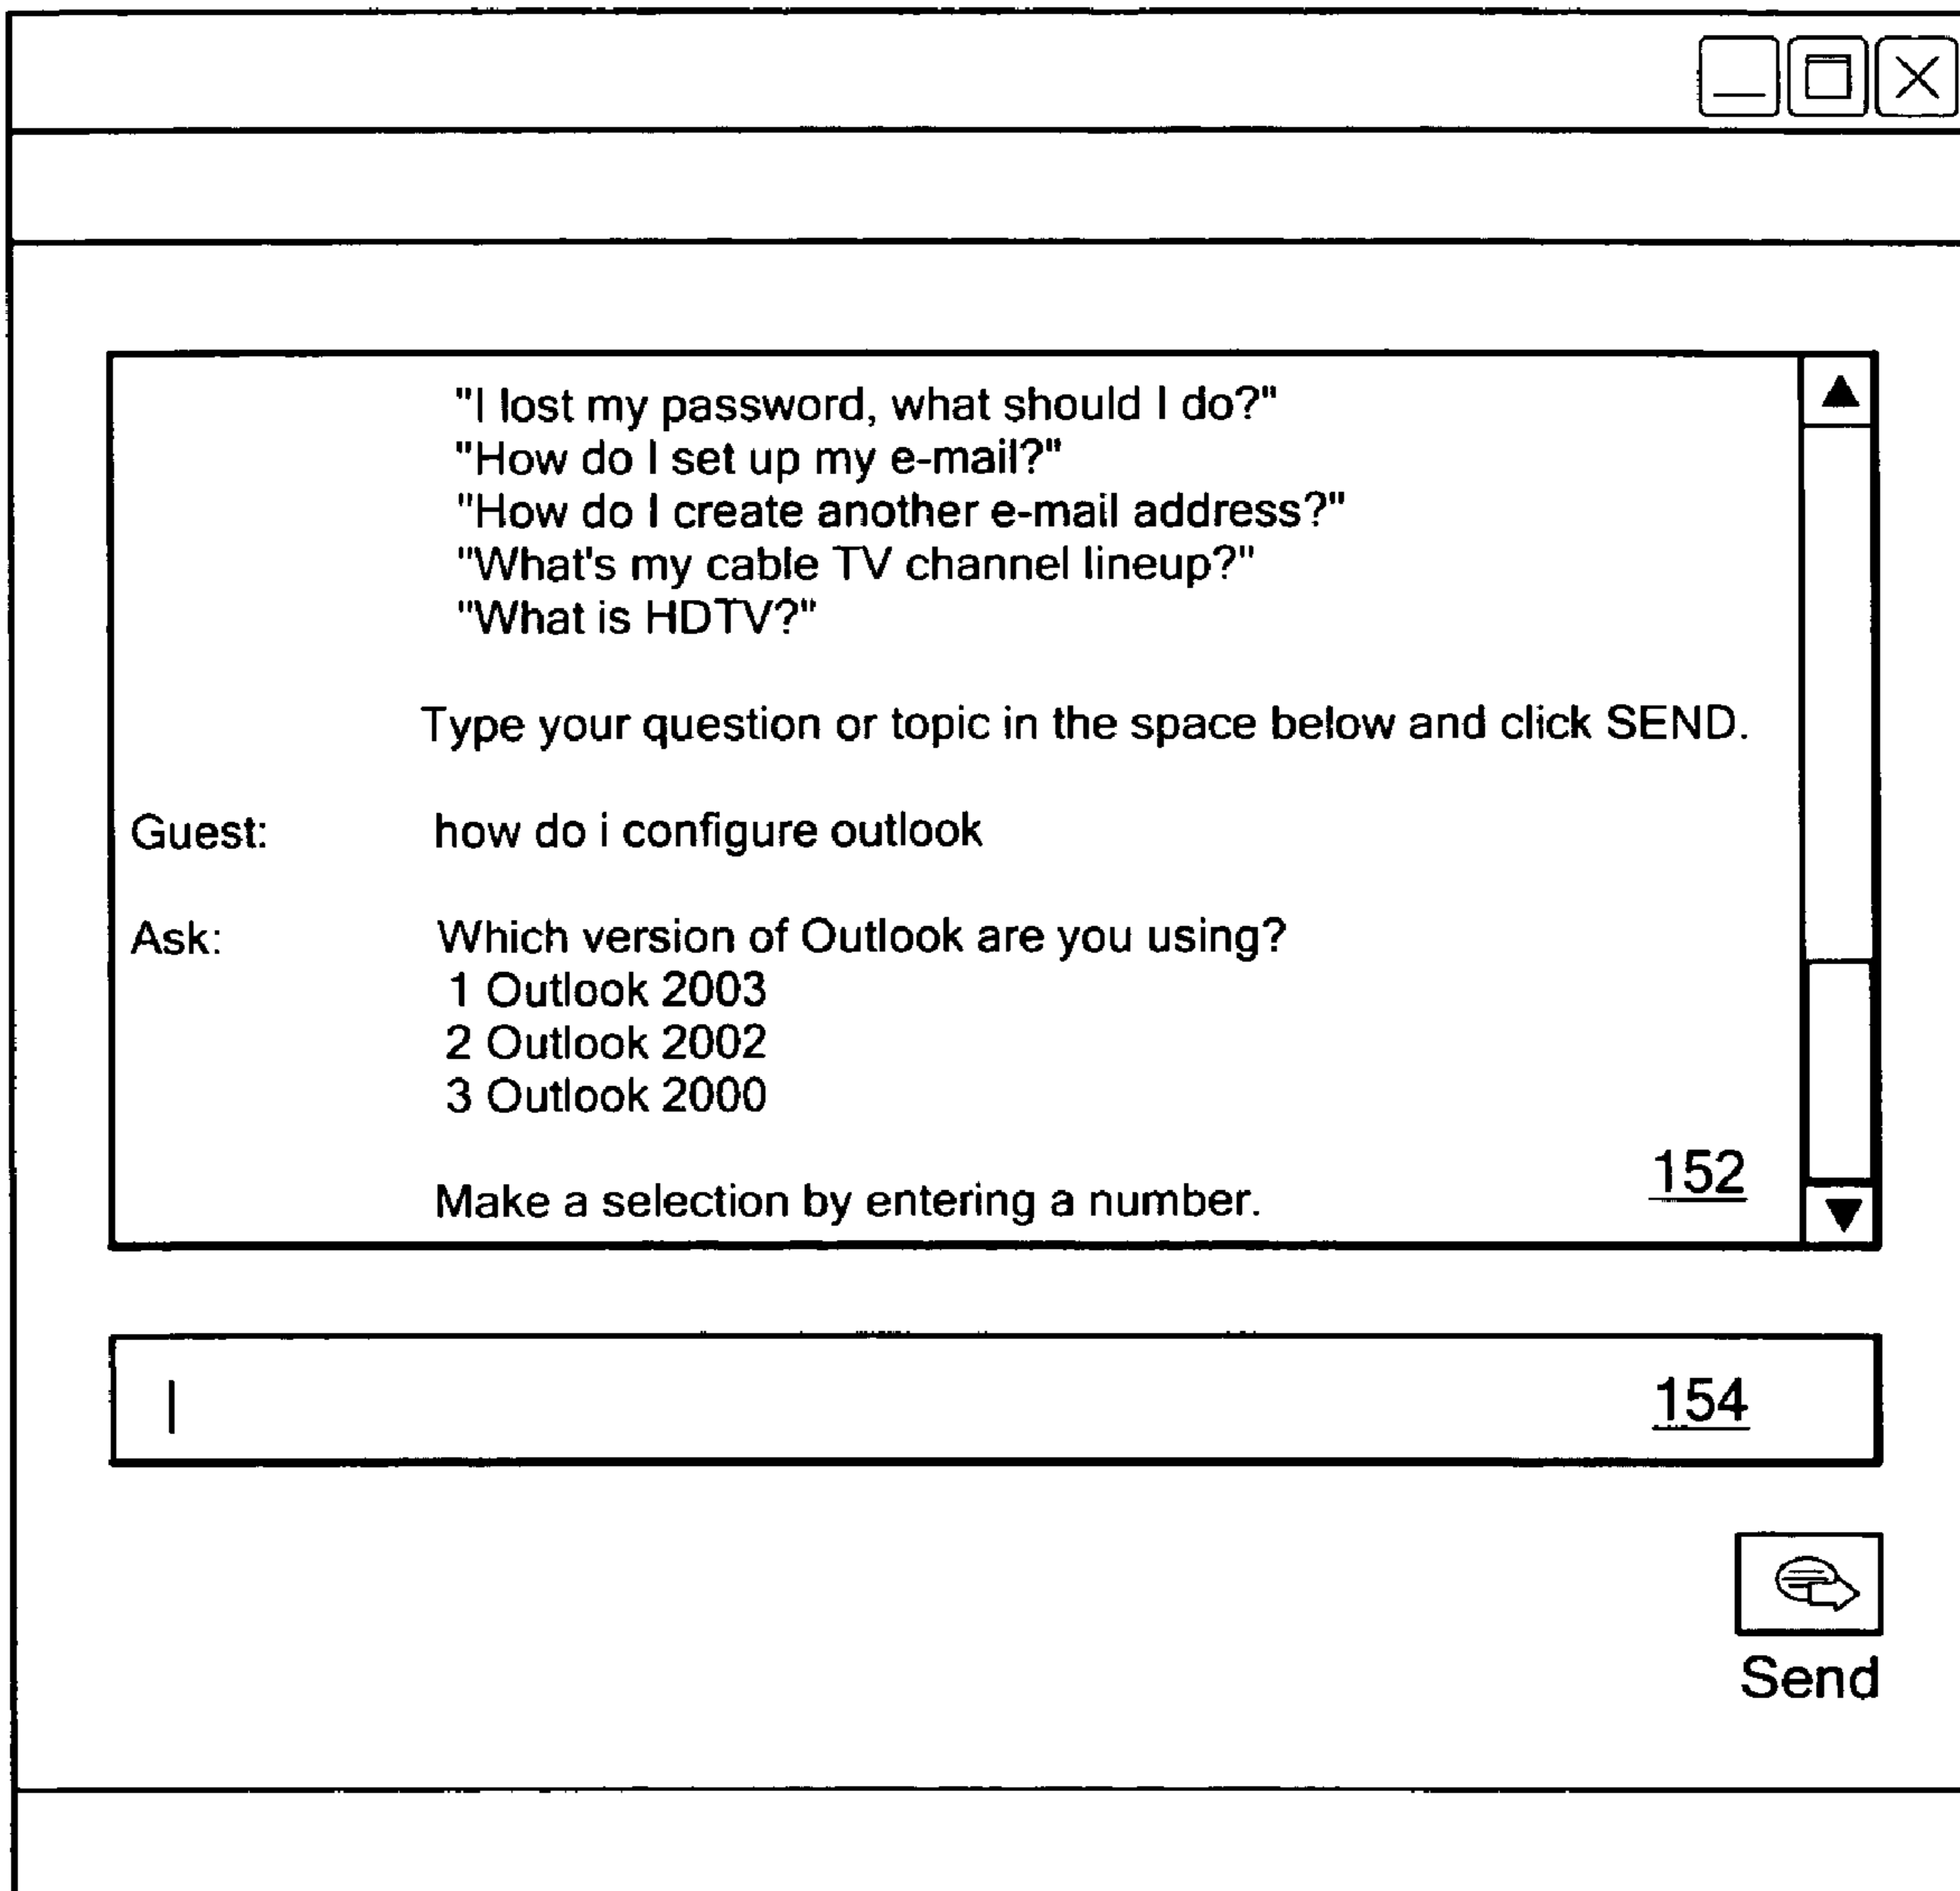 "I lost my password, what should I do?"
"How do I set up my e-mail?"
"How do I create another e-mail address?"
"What's my cable TV channel lineup?"
"What is HDTV?"
Type your question or topic in the space below and click SEND.
Guest: how do i configure outlook
Ask: Which version of Outlook are you using?
1 Outlook 2003
2 Outlook 2002
3 Outlook 2000
152
Make a selection by entering a number.
154
Send